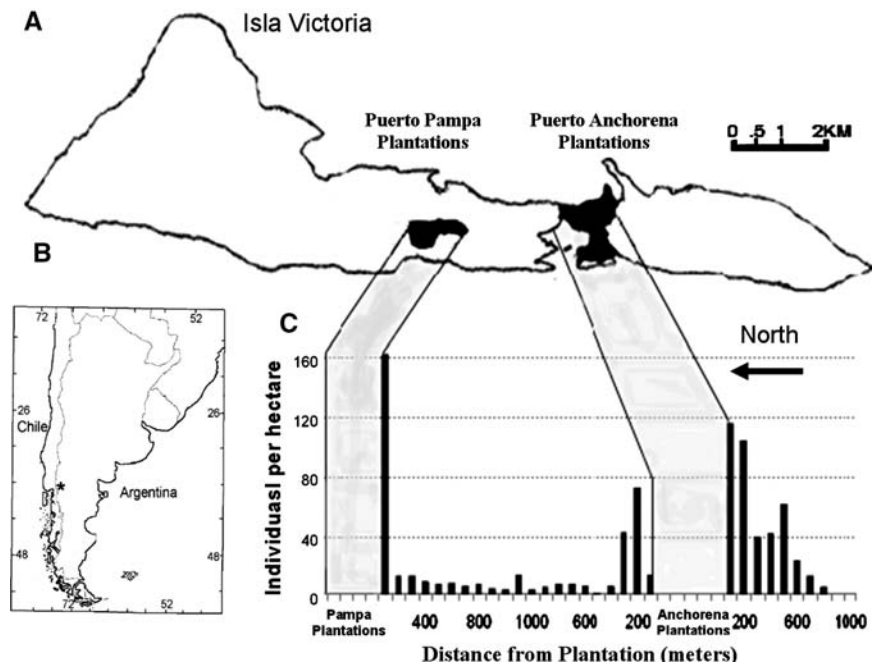 A
Isla Victoria
Puerto Pampa
Plantations
Puerto Anchorena
Plantations
0 .5 1 2KM
B
72
52
26
26
Chile
*
Argentina
48
48
72
52
C
North
Individuasl per hectare
160
120
80
40
0
Pampa
Plantations
400 800 1000 600 200
Anchorena
Plantations
200 600 1000
Distance from Plantation (meters)